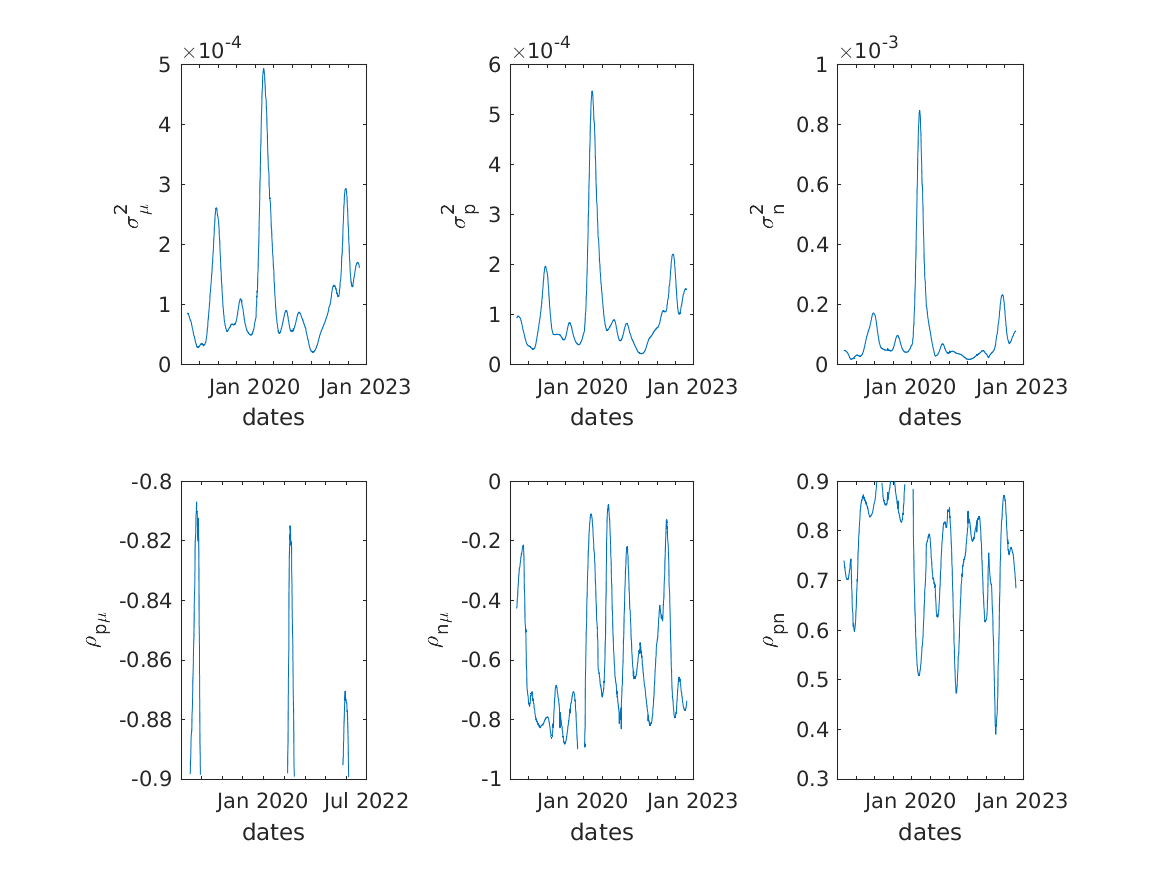 ×10-4
5
4
3
2
1
0
σ2μ
Jan 2020
Jan 2023
dates
×10-4
6
5
4
3
2
1
0
σ2p
Jan 2020
Jan 2023
dates
×10-3
1
0.8
0.6
0.4
0.2
0
σ2n
Jan 2020
Jan 2023
dates
-0.8
-0.82
-0.84
-0.86
-0.88
-0.9
ρpμ
Jan 2020
Jul 2022
dates
0
-0.2
-0.4
-0.6
-0.8
-1
ρnμ
Jan 2020
Jan 2023
dates
0.9
0.8
0.7
0.6
0.5
0.4
0.3
ρpn
Jan 2020
Jan 2023
dates